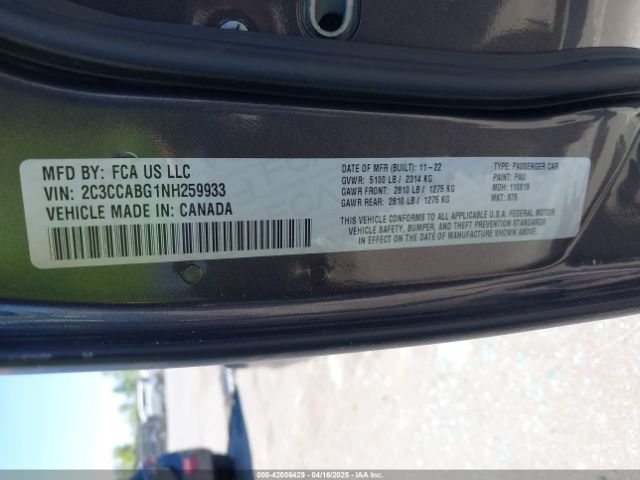 MFD BY: FCA US LLC
VIN: 2C3CCABG1NH259933
VEHICLE MADE IN: CANADA
DATE OF MFR (BUILT): 11-22
GVWR: 5100 LB / 2314 KG
GAWR FRONT: 2810 LB / 1275 KG
GAWR REAR: 2810 LB / 1275 KG
TYPE: PASSENGER CAR
PAINT: PAU
MDH: 110919
MKT: 675
THIS VEHICLE CONFORMS TO ALL APPLICABLE U.S.A. FEDERAL MOTOR
VEHICLE SAFETY, BUMPER, AND THEFT PREVENTION STANDARDS
IN EFFECT ON THE DATE OF MANUFACTURE SHOWN ABOVE.
000-42056429 - 04/16/2025 - IAAI.COM